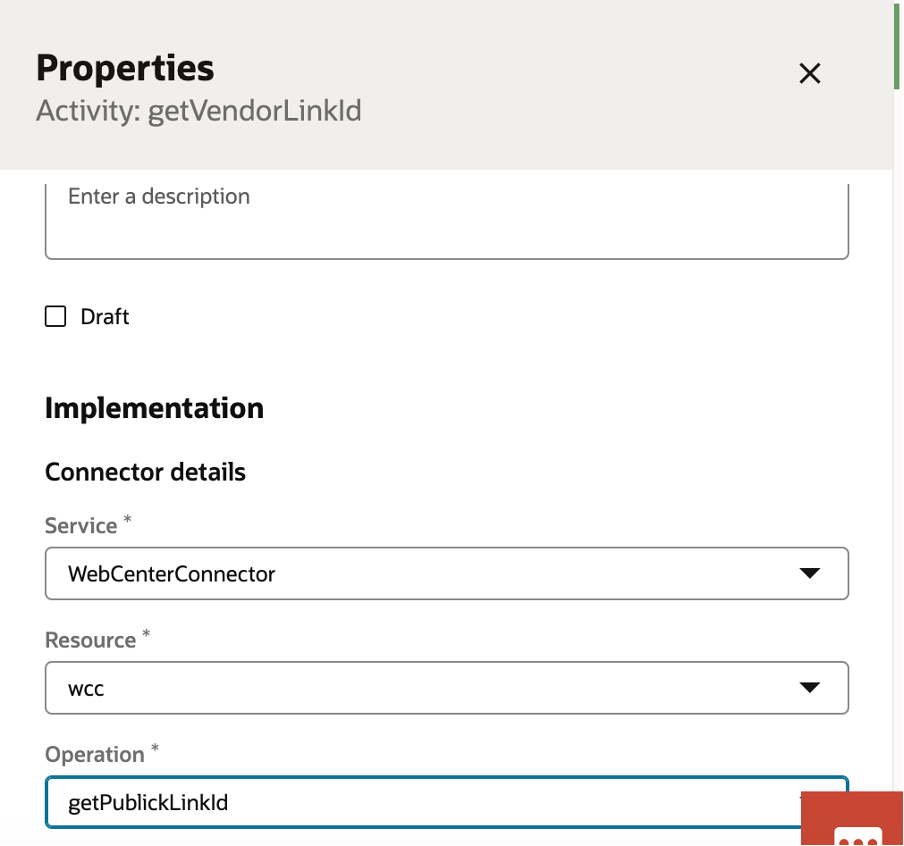 Properties
Activity: getVendorLinkId
Enter a description
Draft
Implementation
Connector details
Service *
WebCenterConnector
Resource *
wcc
Operation *
getPublickLinkId